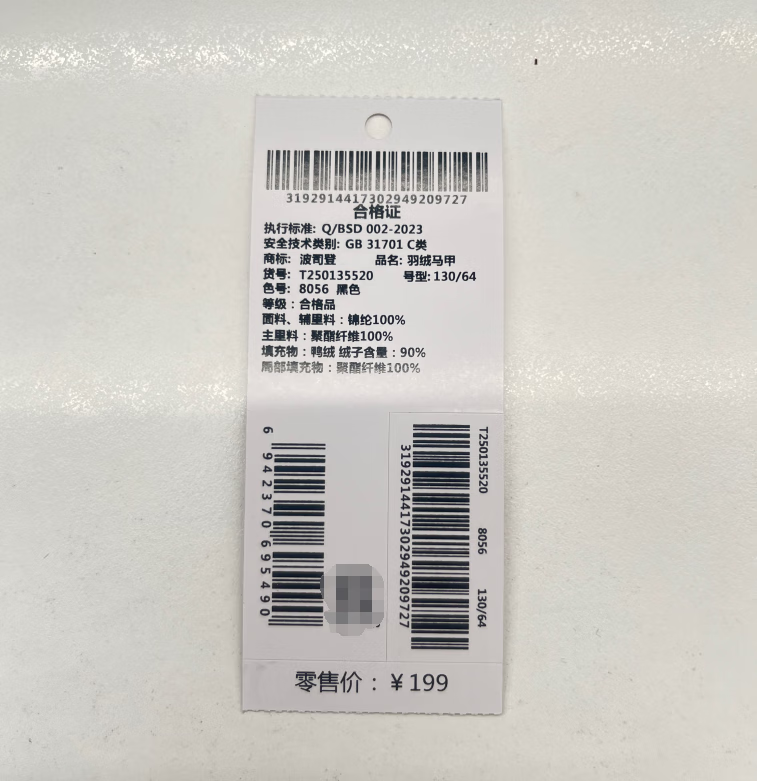 3192914417302949209727
合格证
执行标准: Q/BSD 002-2023
安全技术类别: GB 31701 C类
商标: 波司登 品名: 羽绒马甲
货号: T250135520 号型: 130/64
色号: 8056 黑色
等级：合格品
面料、辅里料：锦纶100%
主里料：聚酯纤维100%
填充物：鸭绒 绒子含量：90%
局部填充物：聚酯纤维100%
6942370695490
3192914417302949209727
T250135520 8056 130/64
零售价：￥199